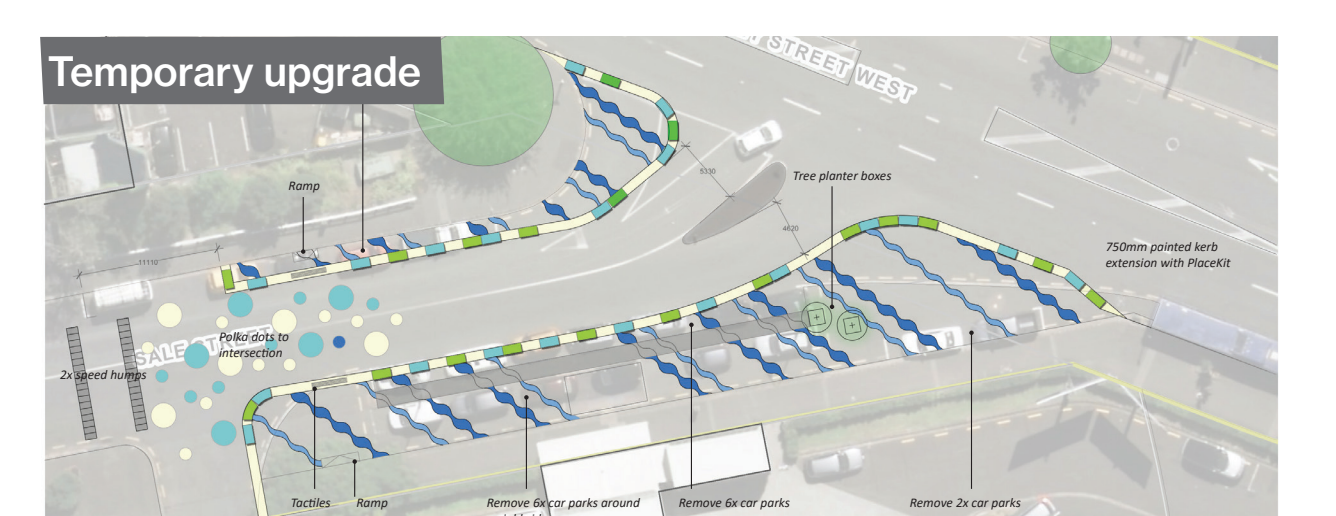 Temporary upgrade
STREET WEST
Ramp
5330
Tree planter boxes
4620
750mm painted kerb
extension with PlaceKit
11110
Polka dots to
intersection
SALE STREET
2x speed humps
Tactiles
Ramp
Remove 6x car parks around
Remove 6x car parks
Remove 2x car parks